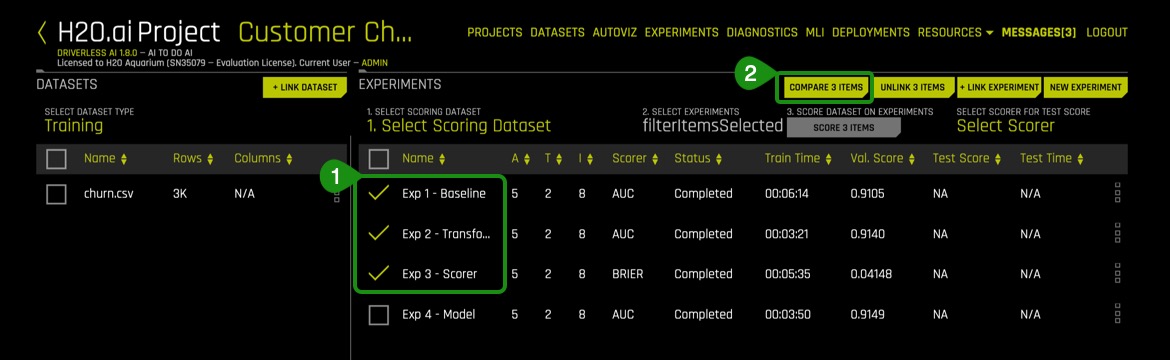 H2O.ai Project Customer Ch...
PROJECTS DATASETS AUTOVIZ EXPERIMENTS DIAGNOSTICS MLI DEPLOYMENTS RESOURCES MESSAGES[3] LOGOUT
DRIVERLESS AI 1.8.0 – AI TO DO AI
Licensed to H2O Aquarium (SN35079 – Evaluation License). Current User – ADMIN
DATASETS + LINK DATASET
EXPERIMENTS 2 COMPARE 3 ITEMS UNLINK 3 ITEMS + LINK EXPERIMENT NEW EXPERIMENT
SELECT DATASET TYPE
Training
1. SELECT SCORING DATASET 2. SELECT EXPERIMENTS 3. SCORE DATASET ON EXPERIMENTS SELECT SCORER FOR TEST SCORE
1. Select Scoring Dataset filterItemsSelected SCORE 3 ITEMS Select Scorer
Name Rows Columns
churn.csv 3K N/A
1
Name A T I Scorer Status Train Time Val. Score Test Score Test Time
Exp 1 - Baseline 5 2 8 AUC Completed 00:06:14 0.9105 NA N/A
Exp 2 - Transfo... 5 2 8 AUC Completed 00:03:21 0.9140 NA N/A
Exp 3 - Scorer 5 2 8 BRIER Completed 00:05:35 0.04148 NA N/A
Exp 4 - Model 5 2 8 AUC Completed 00:03:50 0.9149 NA N/A